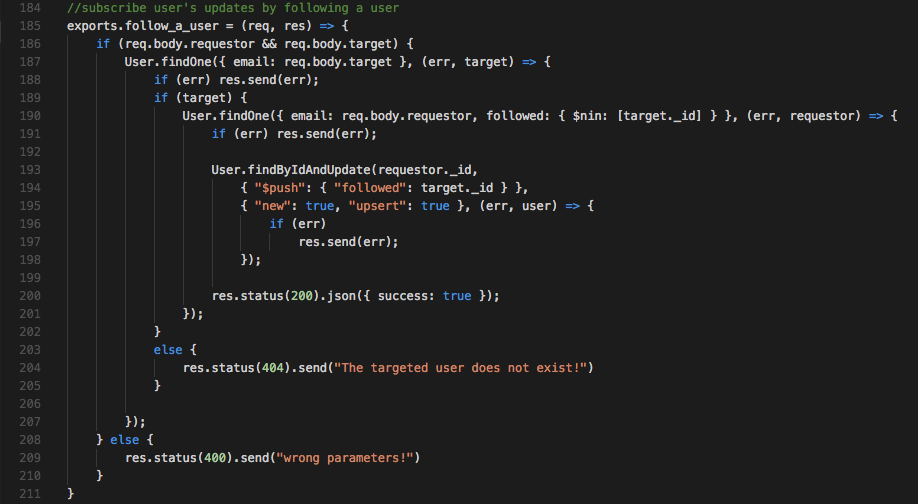 184 //subscribe user's updates by following a user
185 exports.follow_a_user = (req, res) => {
186     if (req.body.requestor && req.body.target) {
187         User.findOne({ email: req.body.target }, (err, target) => {
188             if (err) res.send(err);
189             if (target) {
190                 User.findOne({ email: req.body.requestor, followed: { $nin: [target._id] } }, (err, requestor) => {
191                     if (err) res.send(err);
192
193                     User.findByIdAndUpdate(requestor._id,
194                         { "$push": { "followed": target._id } },
195                         { "new": true, "upsert": true }, (err, user) => {
196                             if (err)
197                                 res.send(err);
198                         });
199
200                     res.status(200).json({ success: true });
201                 });
202             }
203             else {
204                 res.status(404).send("The targeted user does not exist!")
205             }
206
207         });
208     } else {
209         res.status(400).send("wrong parameters!")
210     }
211 }